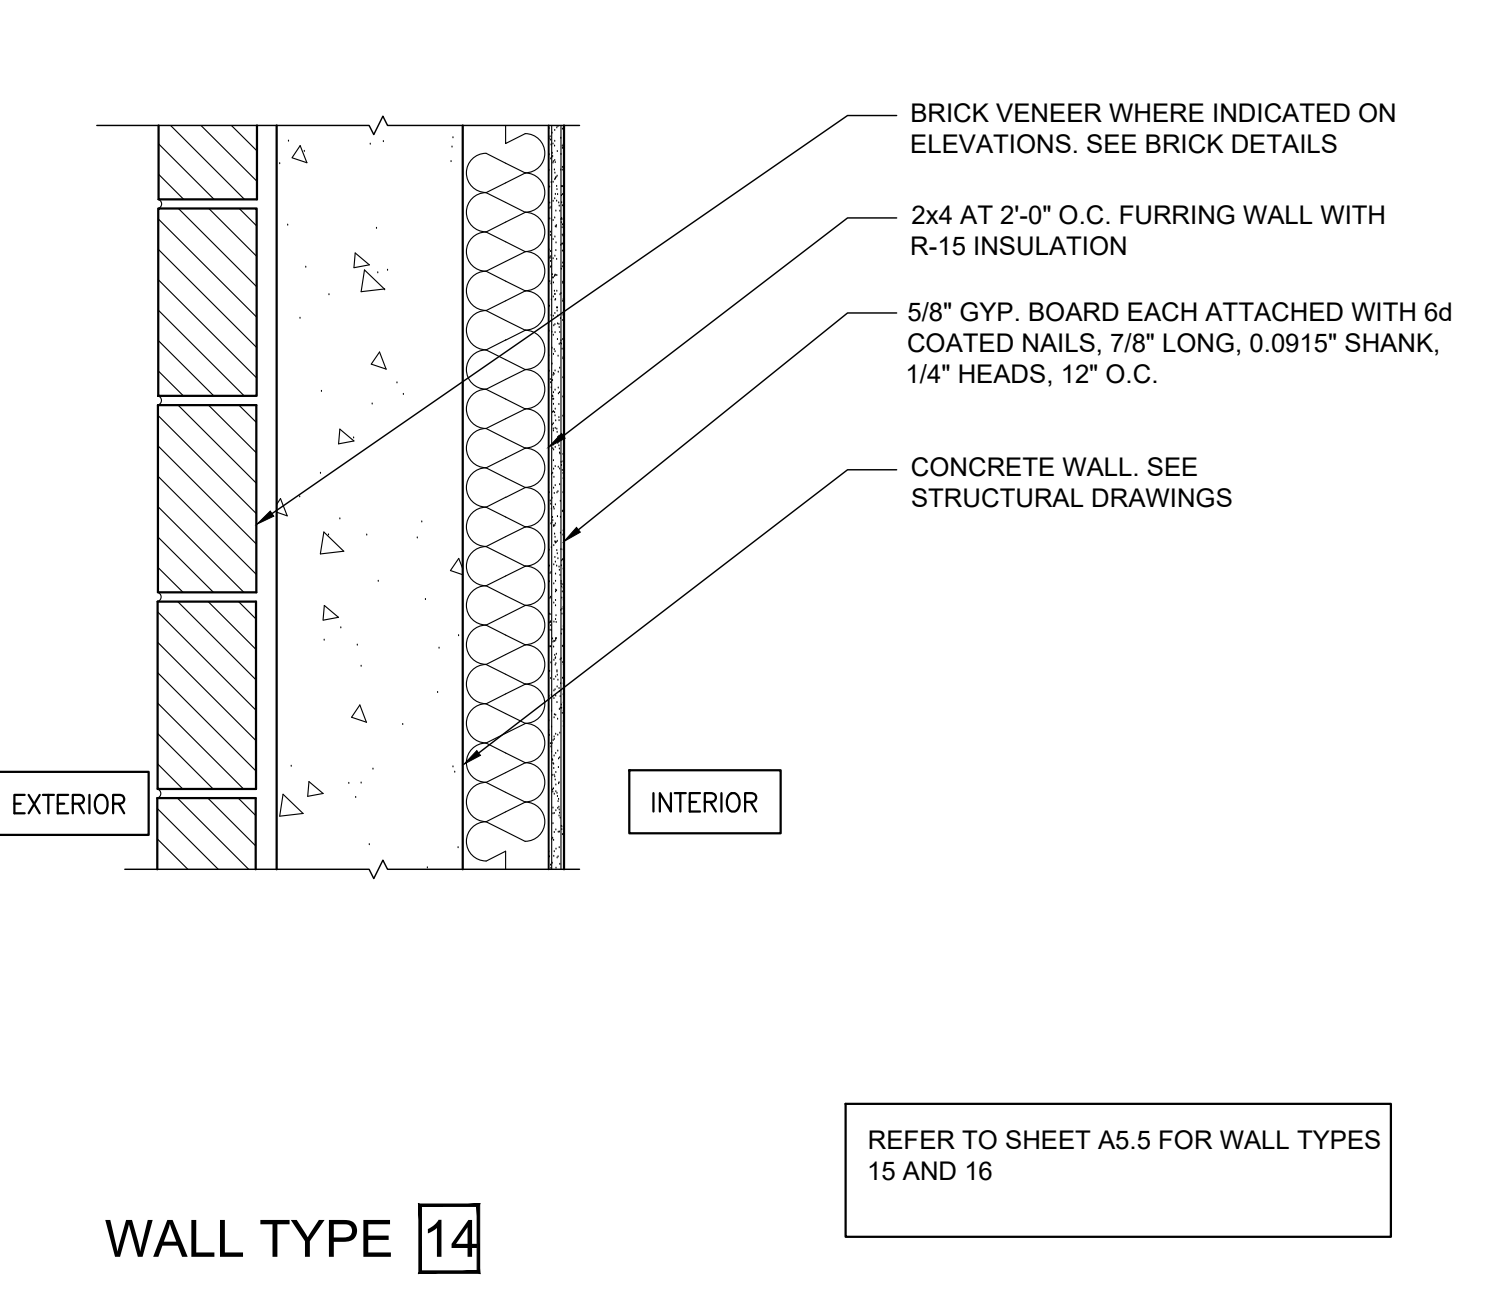 BRICK VENEER WHERE INDICATED ON
ELEVATIONS. SEE BRICK DETAILS
2x4 AT 2'-0" O.C. FURRING WALL WITH
R-15 INSULATION
5/8" GYP. BOARD EACH ATTACHED WITH 6d
COATED NAILS, 7/8" LONG, 0.0915" SHANK,
1/4" HEADS, 12" O.C.
CONCRETE WALL. SEE
STRUCTURAL DRAWINGS
EXTERIOR
INTERIOR
REFER TO SHEET A5.5 FOR WALL TYPES
15 AND 16
WALL TYPE 14